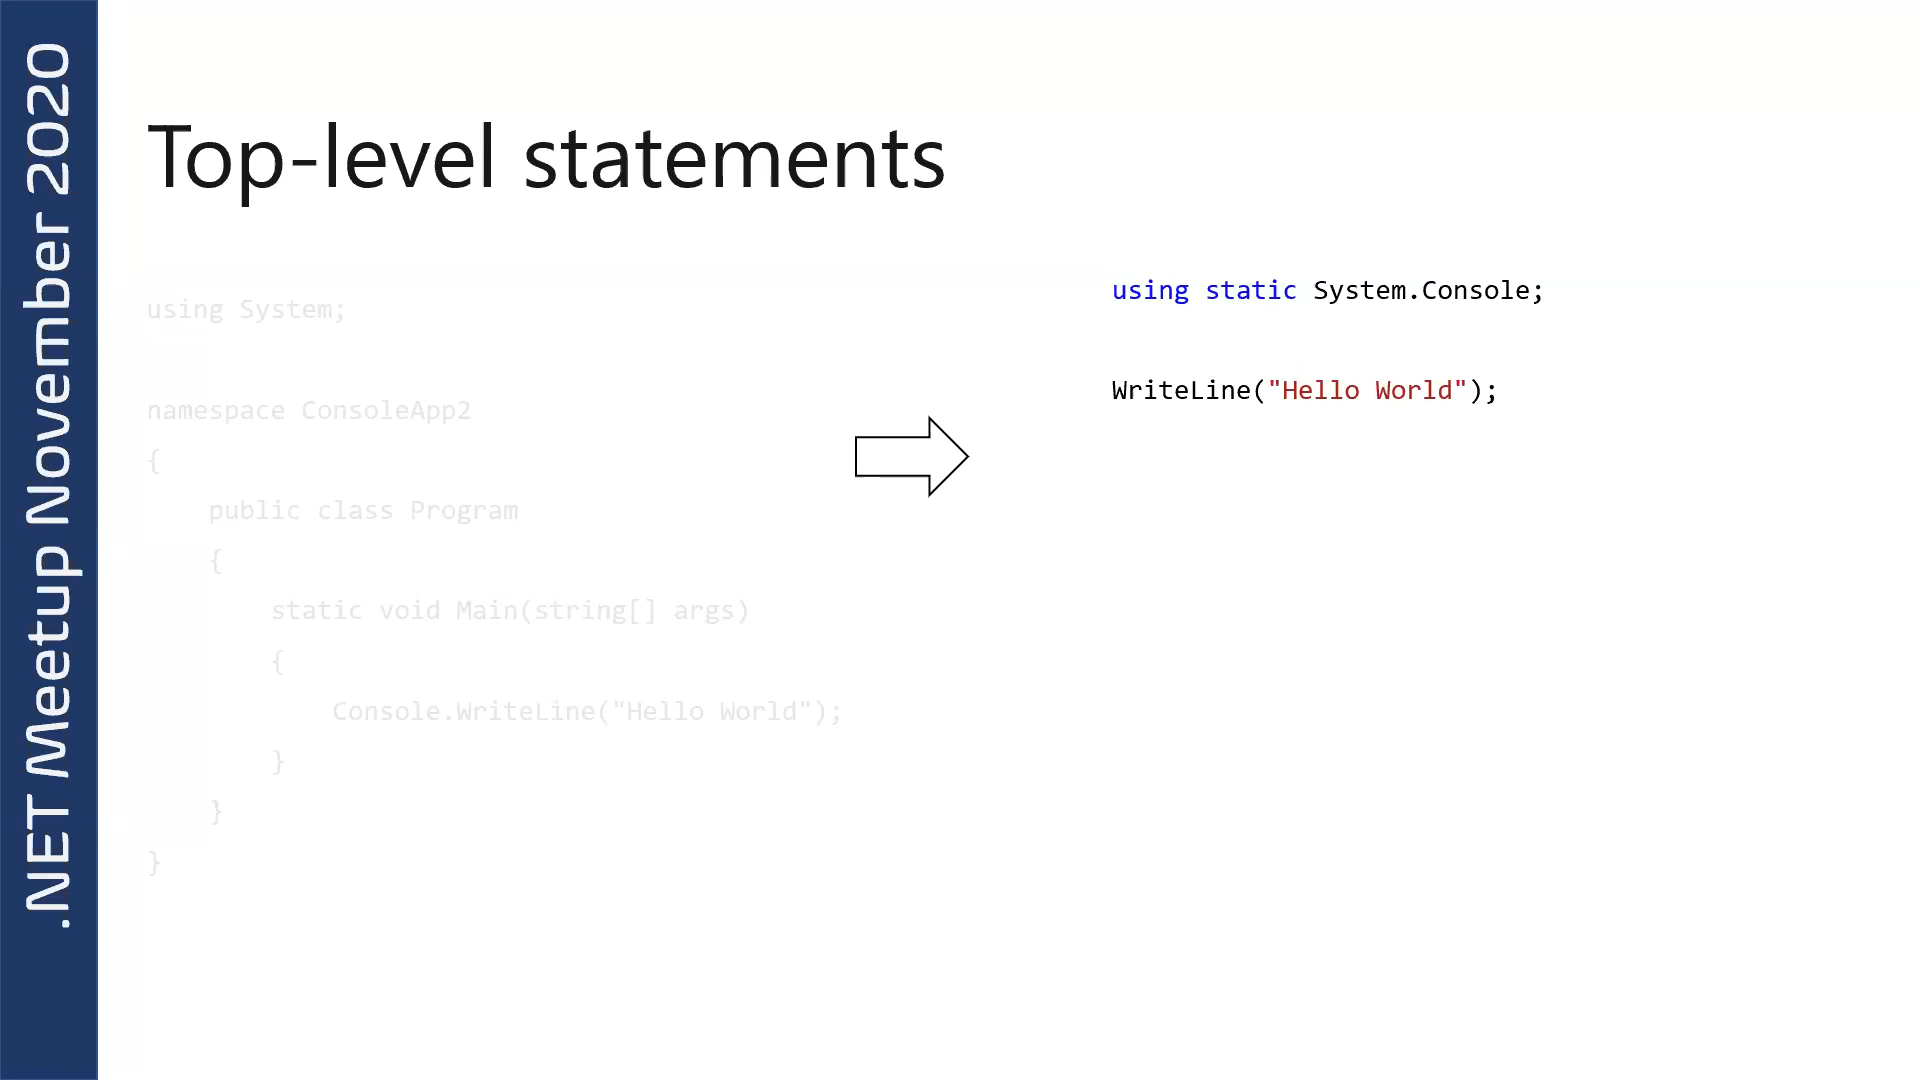 .NET Meetup November 2020
Top-level statements
using System;
namespace ConsoleApp2
{
public class Program
{
static void Main(string[] args)
{
Console.WriteLine("Hello World");
}
}
}
using static System.Console;
WriteLine("Hello World");